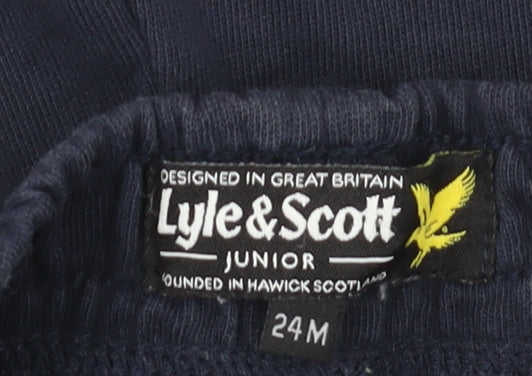 DESIGNED IN GREAT BRITAIN
Lyle&Scott
JUNIOR
FOUNDED IN HAWICK SCOTLAND
24M